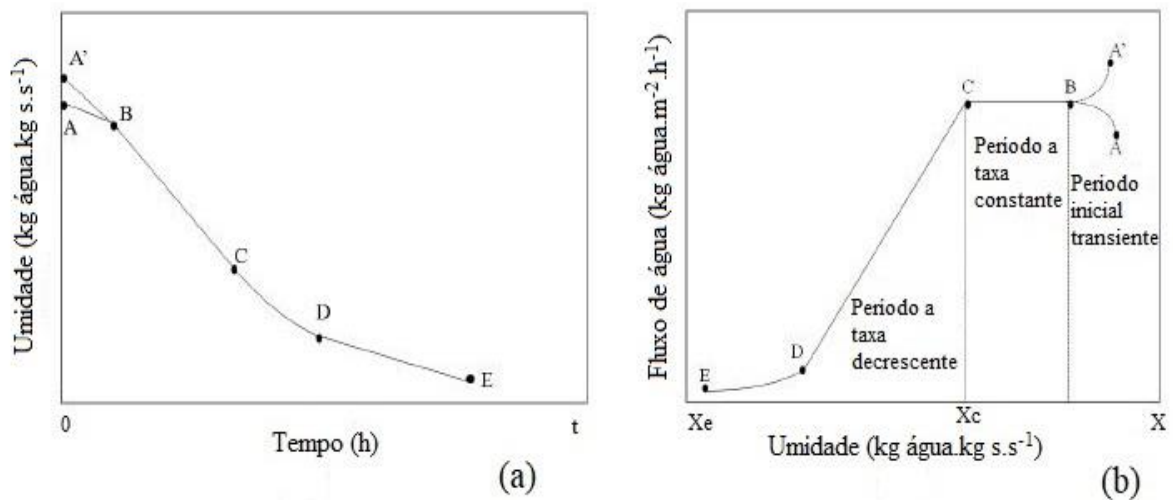 Umidade (kg água.kg s.s⁻¹)
A'
A
B
C
D
E
0
t
Tempo (h)
(a)
Fluxo de água (kg água.m⁻².h⁻¹)
A'
C
B
A
Periodo a
taxa
constante
Periodo
inicial
transiente
Periodo a
taxa
decrescente
D
E
Xe
Xc
X
Umidade (kg água.kg s.s⁻¹)
(b)